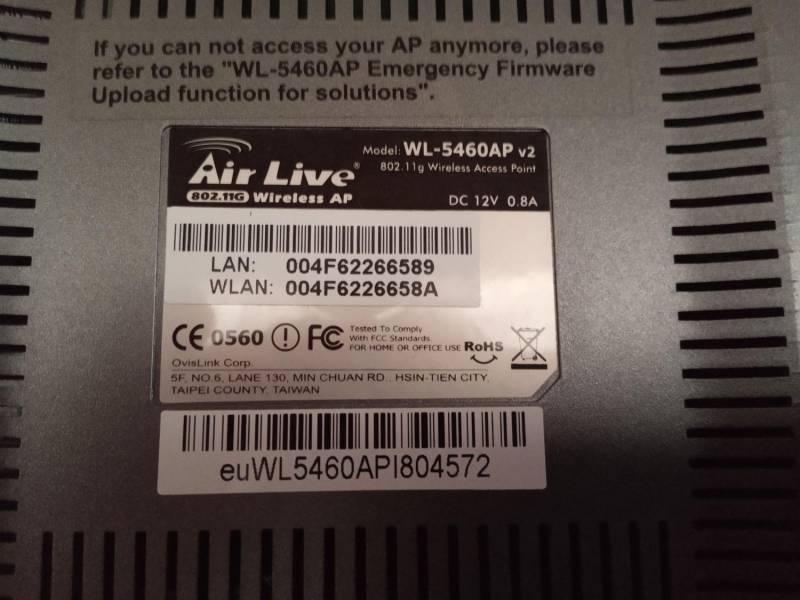 If you can not access your AP anymore, please
refer to the "WL-5460AP Emergency Firmware
Upload function for solutions".
Air Live®
802.11G Wireless AP
Model: WL-5460AP v2
802.11g Wireless Access Point
DC 12V 0.8A
LAN: 004F62266589
WLAN: 004F6226658A
CE 0560 FC
Tested To Comply
With FCC Standards
FOR HOME OR OFFICE USE
RoHS
OvisLink Corp.
5F, NO.6, LANE 130, MIN CHUAN RD., HSIN-TIEN CITY,
TAIPEI COUNTY, TAIWAN
euWL5460API804572